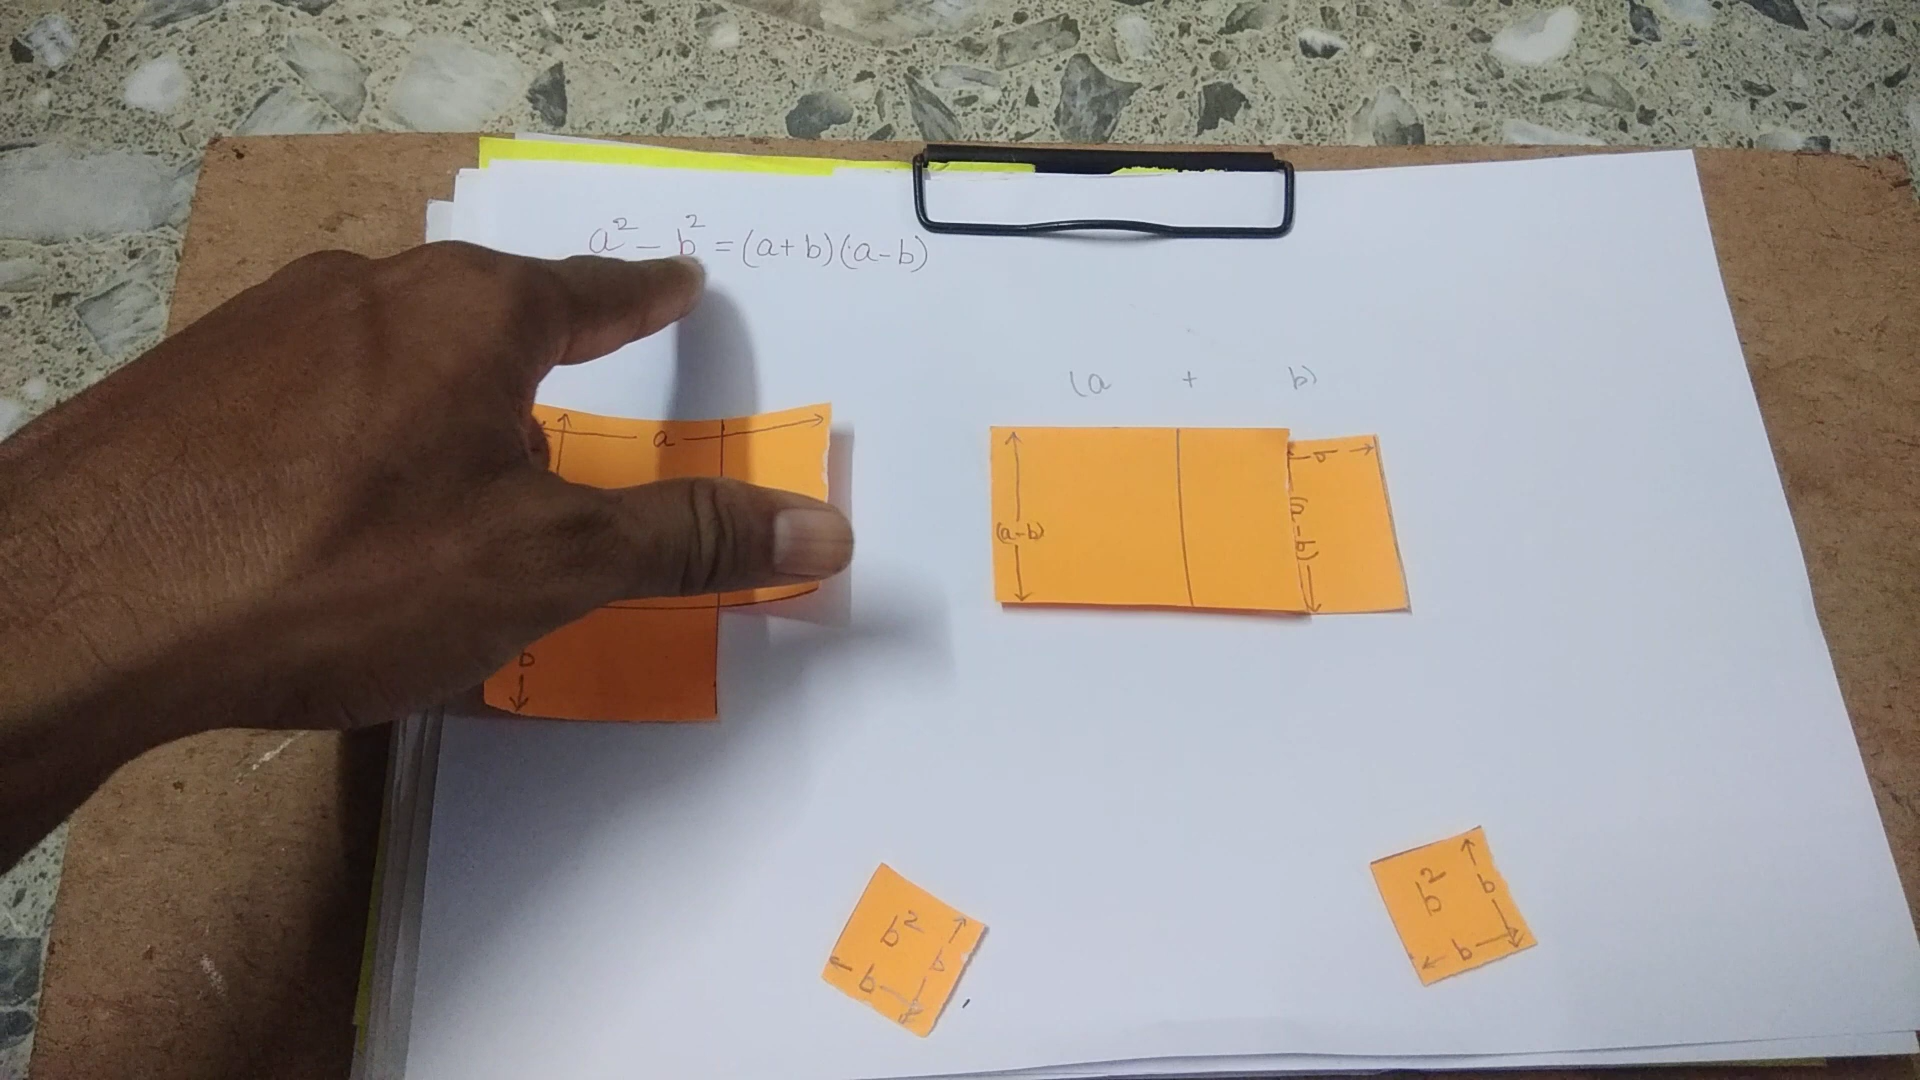 a² - b² = (a+b)(a-b)
(a + b)
a
b
(a-b)
b
(a-b)
b²
b
b
b²
b
b